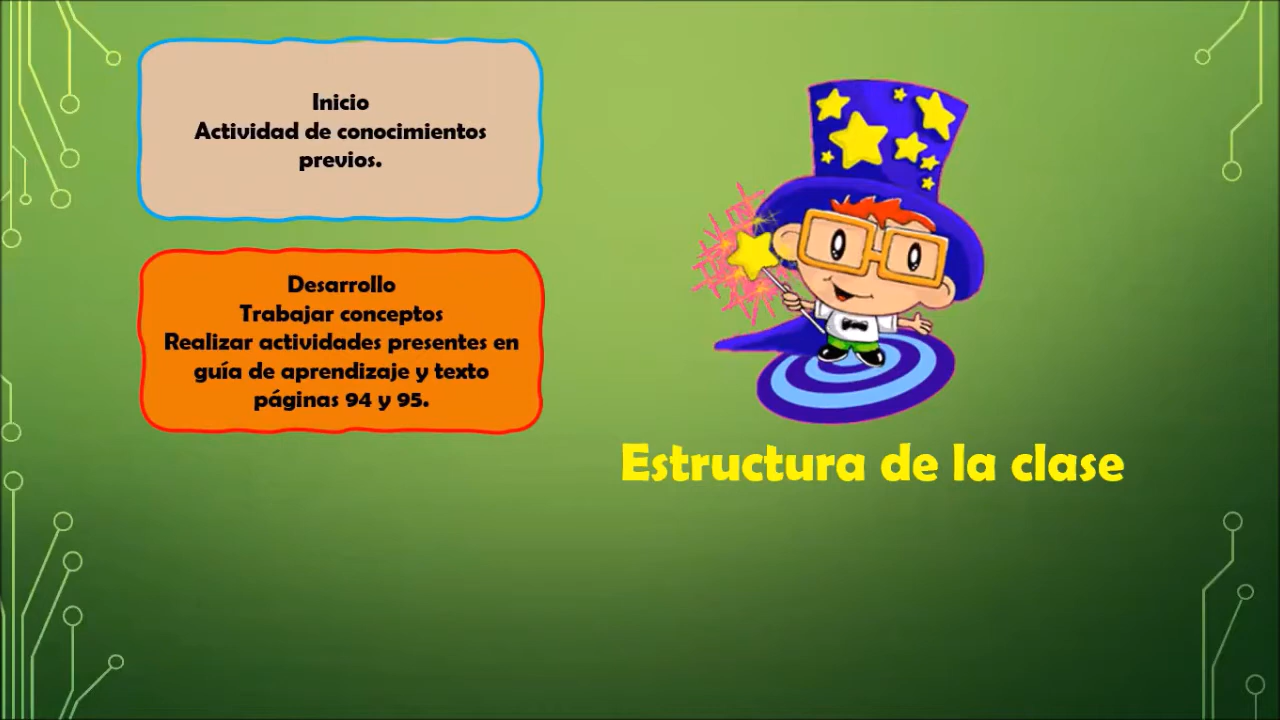 Inicio
Actividad de conocimientos
previos.
Desarrollo
Trabajar conceptos
Realizar actividades presentes en
guía de aprendizaje y texto
páginas 94 y 95.
Estructura de la clase